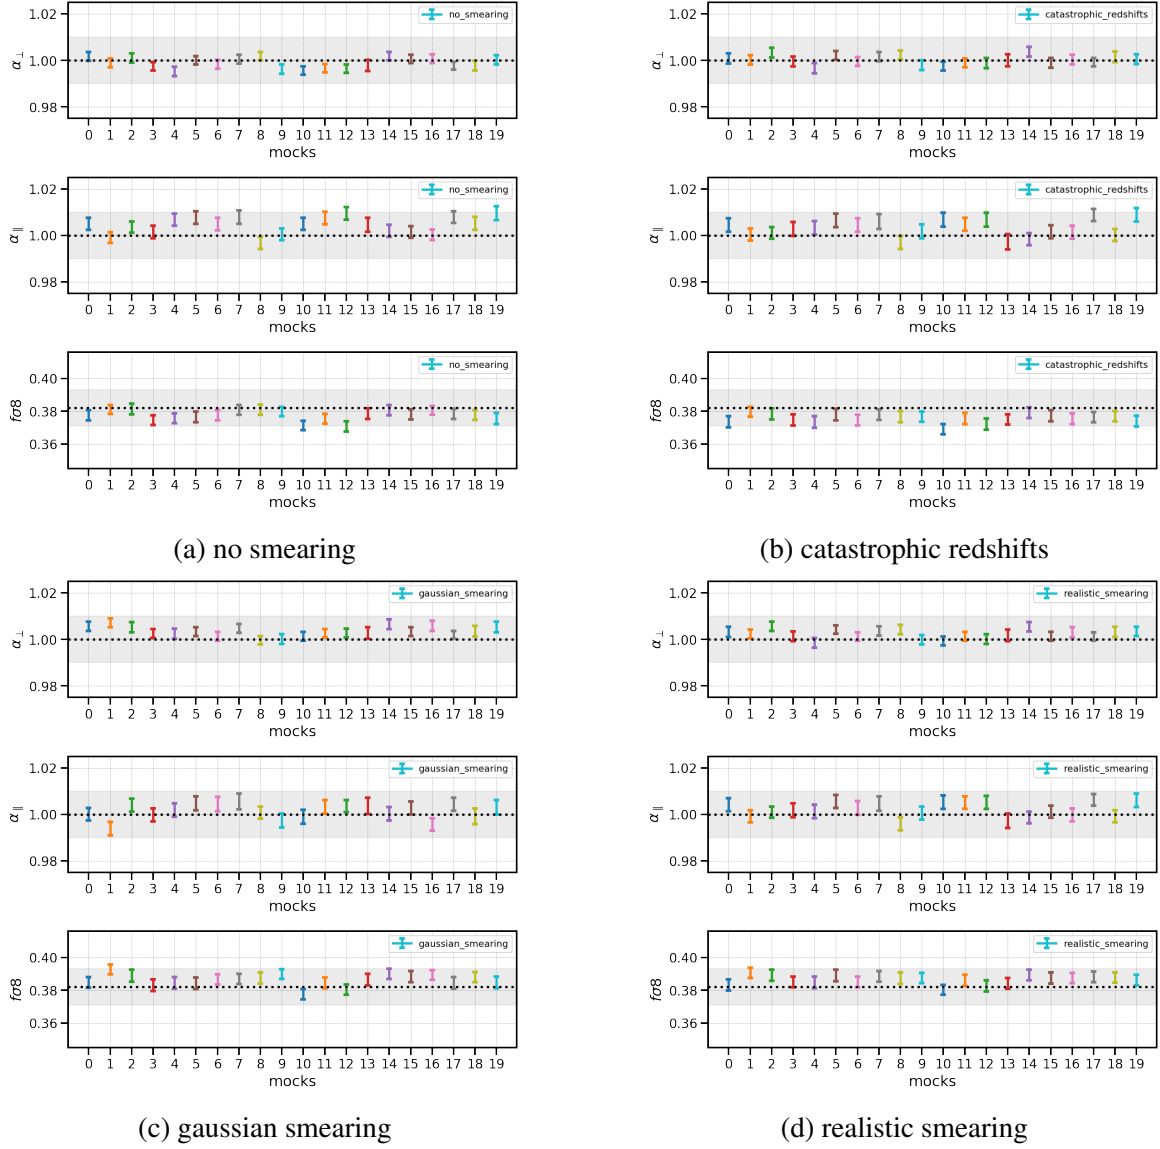 no_smearing
1.02
1.00
0.98
α⊥
0 1 2 3 4 5 6 7 8 9 10 11 12 13 14 15 16 17 18 19
mocks
no_smearing
1.02
1.00
0.98
α∥
0 1 2 3 4 5 6 7 8 9 10 11 12 13 14 15 16 17 18 19
mocks
no_smearing
0.40
0.38
0.36
fσ8
0 1 2 3 4 5 6 7 8 9 10 11 12 13 14 15 16 17 18 19
mocks
(a) no smearing
catastrophic_redshifts
1.02
1.00
0.98
α⊥
0 1 2 3 4 5 6 7 8 9 10 11 12 13 14 15 16 17 18 19
mocks
catastrophic_redshifts
1.02
1.00
0.98
α∥
0 1 2 3 4 5 6 7 8 9 10 11 12 13 14 15 16 17 18 19
mocks
catastrophic_redshifts
0.40
0.38
0.36
fσ8
0 1 2 3 4 5 6 7 8 9 10 11 12 13 14 15 16 17 18 19
mocks
(b) catastrophic redshifts
gaussian_smearing
1.02
1.00
0.98
α⊥
0 1 2 3 4 5 6 7 8 9 10 11 12 13 14 15 16 17 18 19
mocks
gaussian_smearing
1.02
1.00
0.98
α∥
0 1 2 3 4 5 6 7 8 9 10 11 12 13 14 15 16 17 18 19
mocks
gaussian_smearing
0.40
0.38
0.36
fσ8
0 1 2 3 4 5 6 7 8 9 10 11 12 13 14 15 16 17 18 19
mocks
(c) gaussian smearing
realistic_smearing
1.02
1.00
0.98
α⊥
0 1 2 3 4 5 6 7 8 9 10 11 12 13 14 15 16 17 18 19
mocks
realistic_smearing
1.02
1.00
0.98
α∥
0 1 2 3 4 5 6 7 8 9 10 11 12 13 14 15 16 17 18 19
mocks
realistic_smearing
0.40
0.38
0.36
fσ8
0 1 2 3 4 5 6 7 8 9 10 11 12 13 14 15 16 17 18 19
mocks
(d) realistic smearing